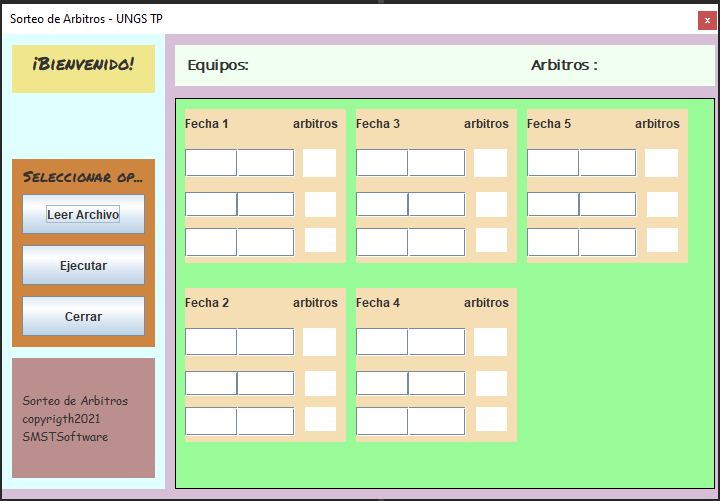 Sorteo de Arbitros - UNGS TP
x
¡Bienvenido!
Equipos: Arbitros :
Seleccionar op...
Leer Archivo
Ejecutar
Cerrar
Sorteo de Arbitros
copyrigth2021
SMSTSoftware
Fecha 1 arbitros
Fecha 3 arbitros
Fecha 5 arbitros
Fecha 2 arbitros
Fecha 4 arbitros